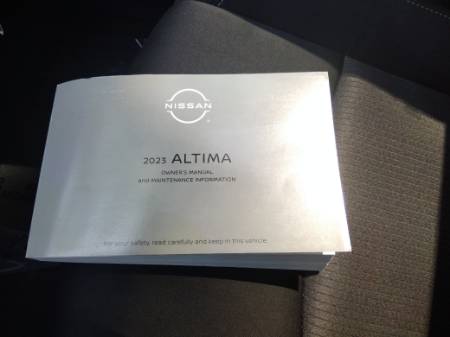 NISSAN
2023 ALTIMA
OWNER'S MANUAL
and MAINTENANCE INFORMATION
For your safety, read carefully and keep in this vehicle.